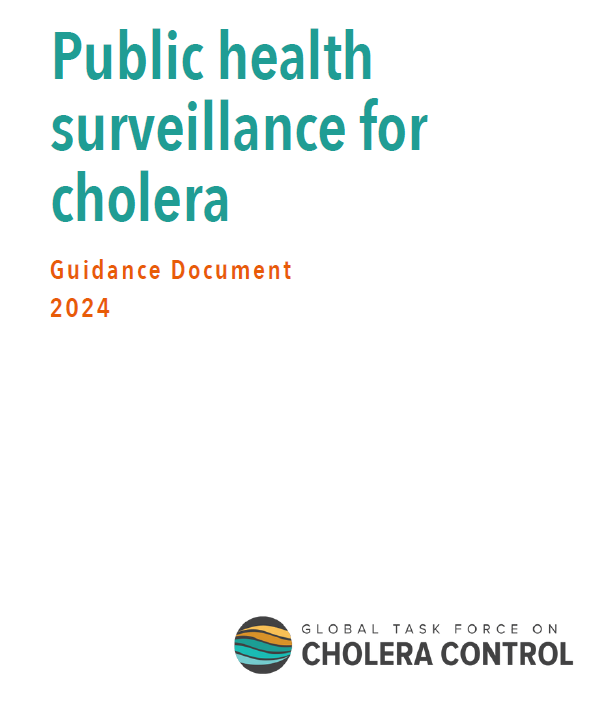 Public health
surveillance for
cholera
Guidance Document
2024
GLOBAL TASK FORCE ON
CHOLERA CONTROL